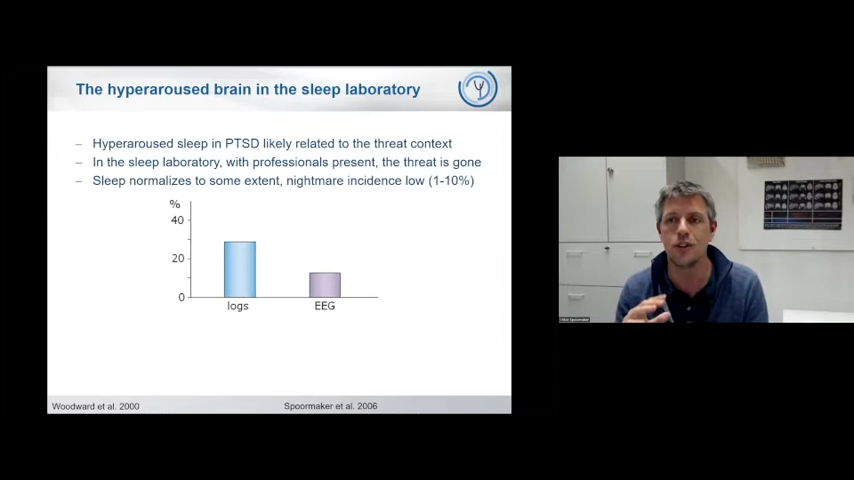 The hyperaroused brain in the sleep laboratory
– Hyperaroused sleep in PTSD likely related to the threat context
– In the sleep laboratory, with professionals present, the threat is gone
– Sleep normalizes to some extent, nightmare incidence low (1-10%)
%
40
20
0
logs
EEG
Woodward et al. 2000
Spoormaker et al. 2006
Victor Spoormaker